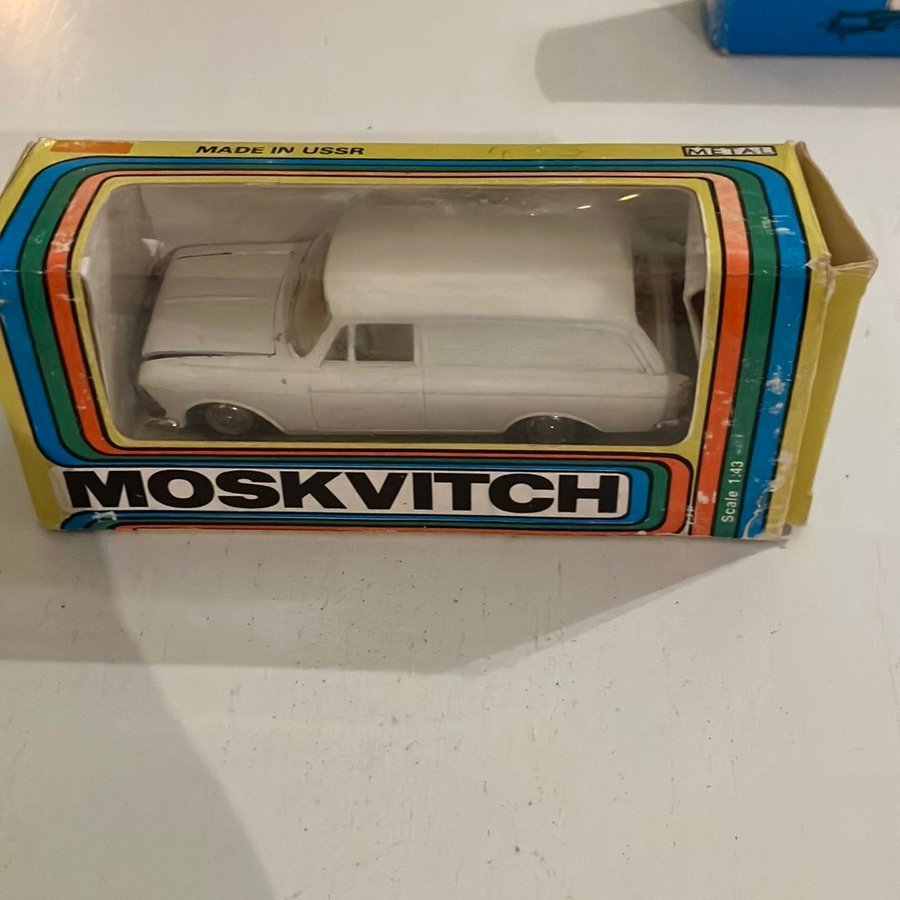 MADE IN USSR
METAL
MOSKVITCH
Scale 1:43